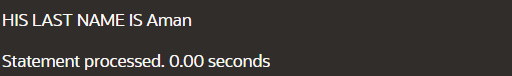 HIS LAST NAME IS Aman
Statement processed. 0.00 seconds